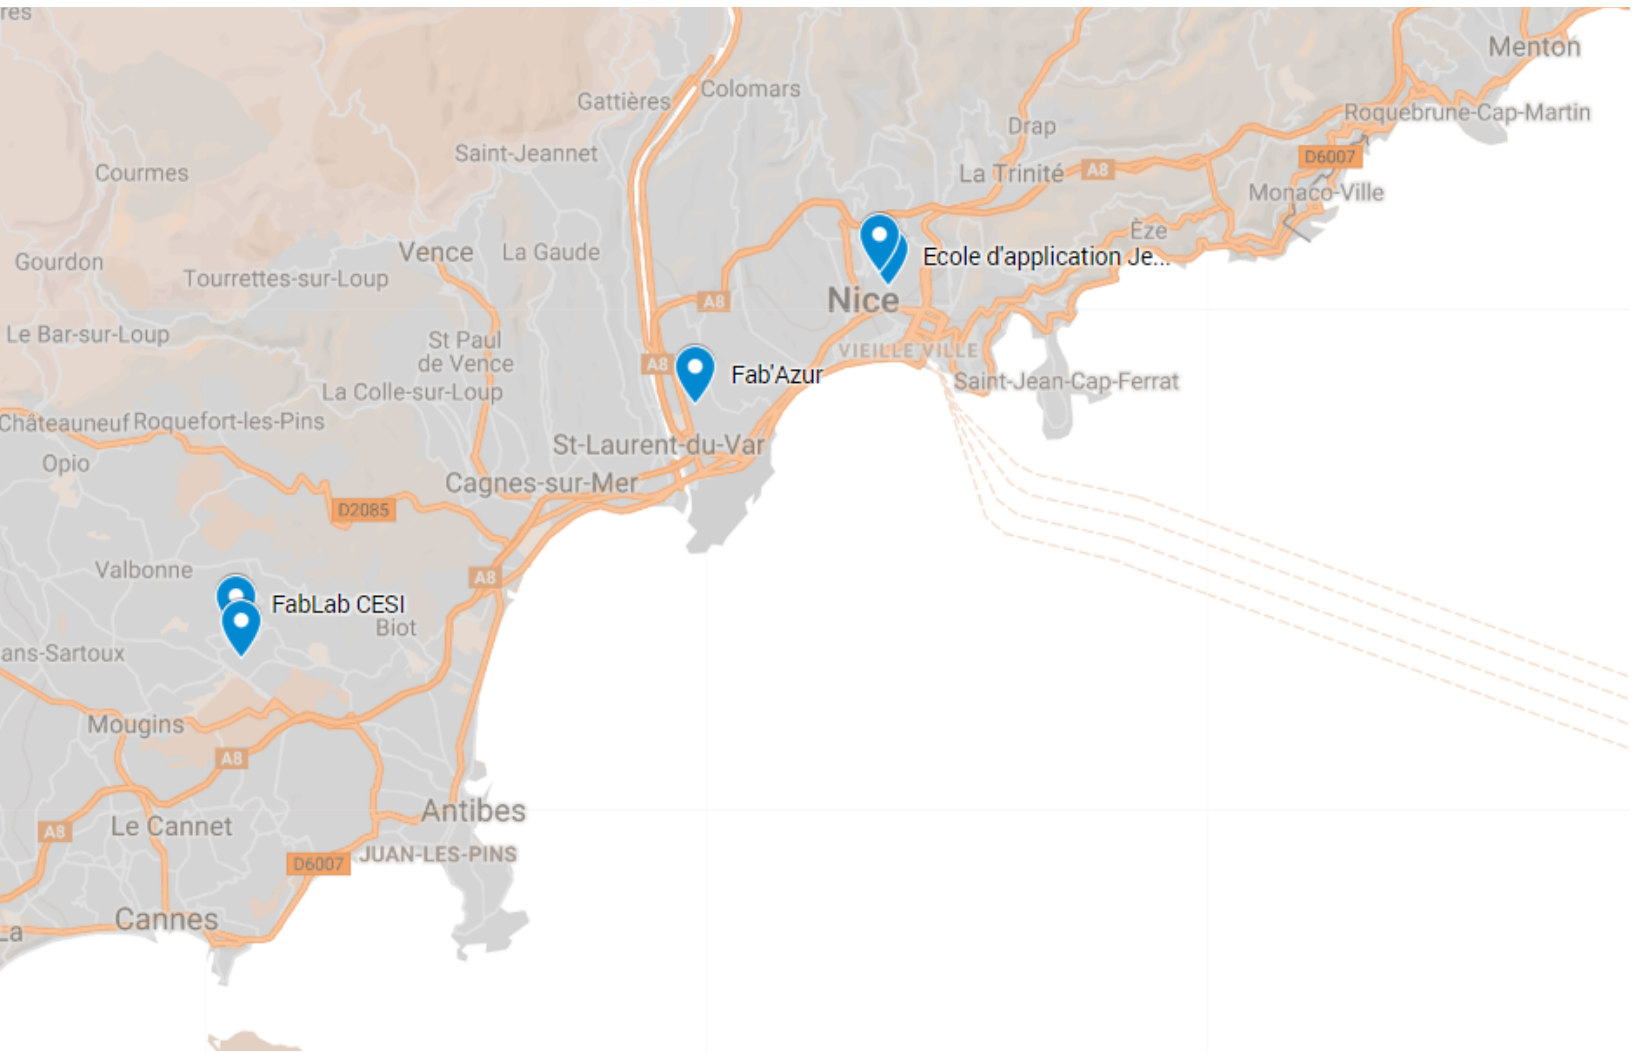 res
Menton
Gattières
Colomars
Roquebrune-Cap-Martin
Drap
Saint-Jeannet
D6007
Courmes
La Trinité
A8
Monaco-Ville
Èze
Vence
La Gaude
Ecole d'application Je...
Gourdon
Tourrettes-sur-Loup
A8
Nice
Le Bar-sur-Loup
St Paul
de Vence
VIEILLE VILLE
A8
Fab'Azur
Saint-Jean-Cap-Ferrat
La Colle-sur-Loup
Châteauneuf
Roquefort-les-Pins
St-Laurent-du-Var
Opio
Cagnes-sur-Mer
D2085
Valbonne
A8
FabLab CESI
Biot
ans-Sartoux
Mougins
A8
Antibes
Le Cannet
A8
JUAN-LES-PINS
D6007
Cannes
La